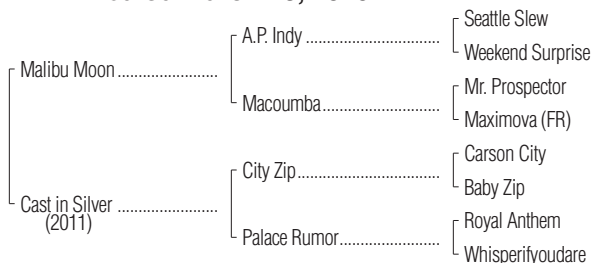 Seattle Slew
A.P. Indy
Weekend Surprise
Malibu Moon
Mr. Prospector
Macoumba
Maximova (FR)
Carson City
City Zip
Baby Zip
Cast in Silver
(2011)
Royal Anthem
Palace Rumor
Whisperifyoudare